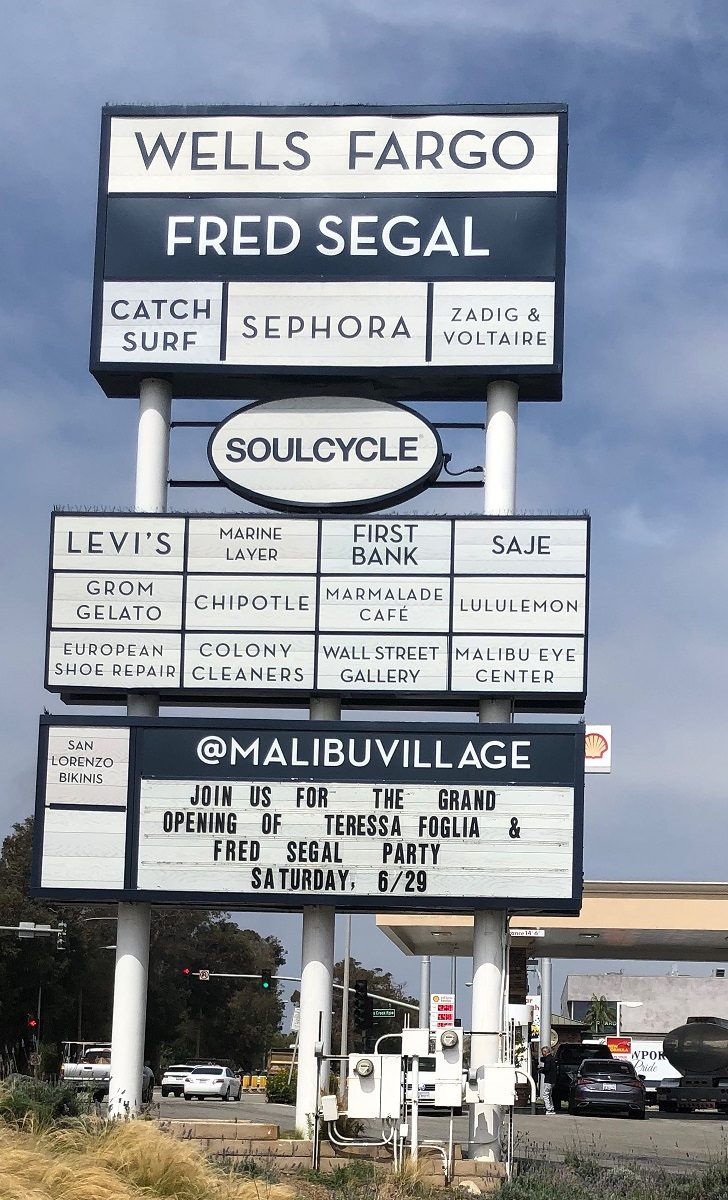 WELLS FARGO
FRED SEGAL
CATCH
SURF
SEPHORA
ZADIG &
VOLTAIRE
SOULCYCLE
LEVI'S
MARINE
LAYER
FIRST
BANK
SAJE
GROM
GELATO
CHIPOTLE
MARMALADE
CAFÉ
LULULEMON
EUROPEAN
SHOE REPAIR
COLONY
CLEANERS
WALL STREET
GALLERY
MALIBU EYE
CENTER
SAN
LORENZO
BIKINIS
@MALIBUVILLAGE
JOIN US FOR THE GRAND
OPENING OF TERESSA FOGLIA &
FRED SEGAL PARTY
SATURDAY, 6/29
Pride